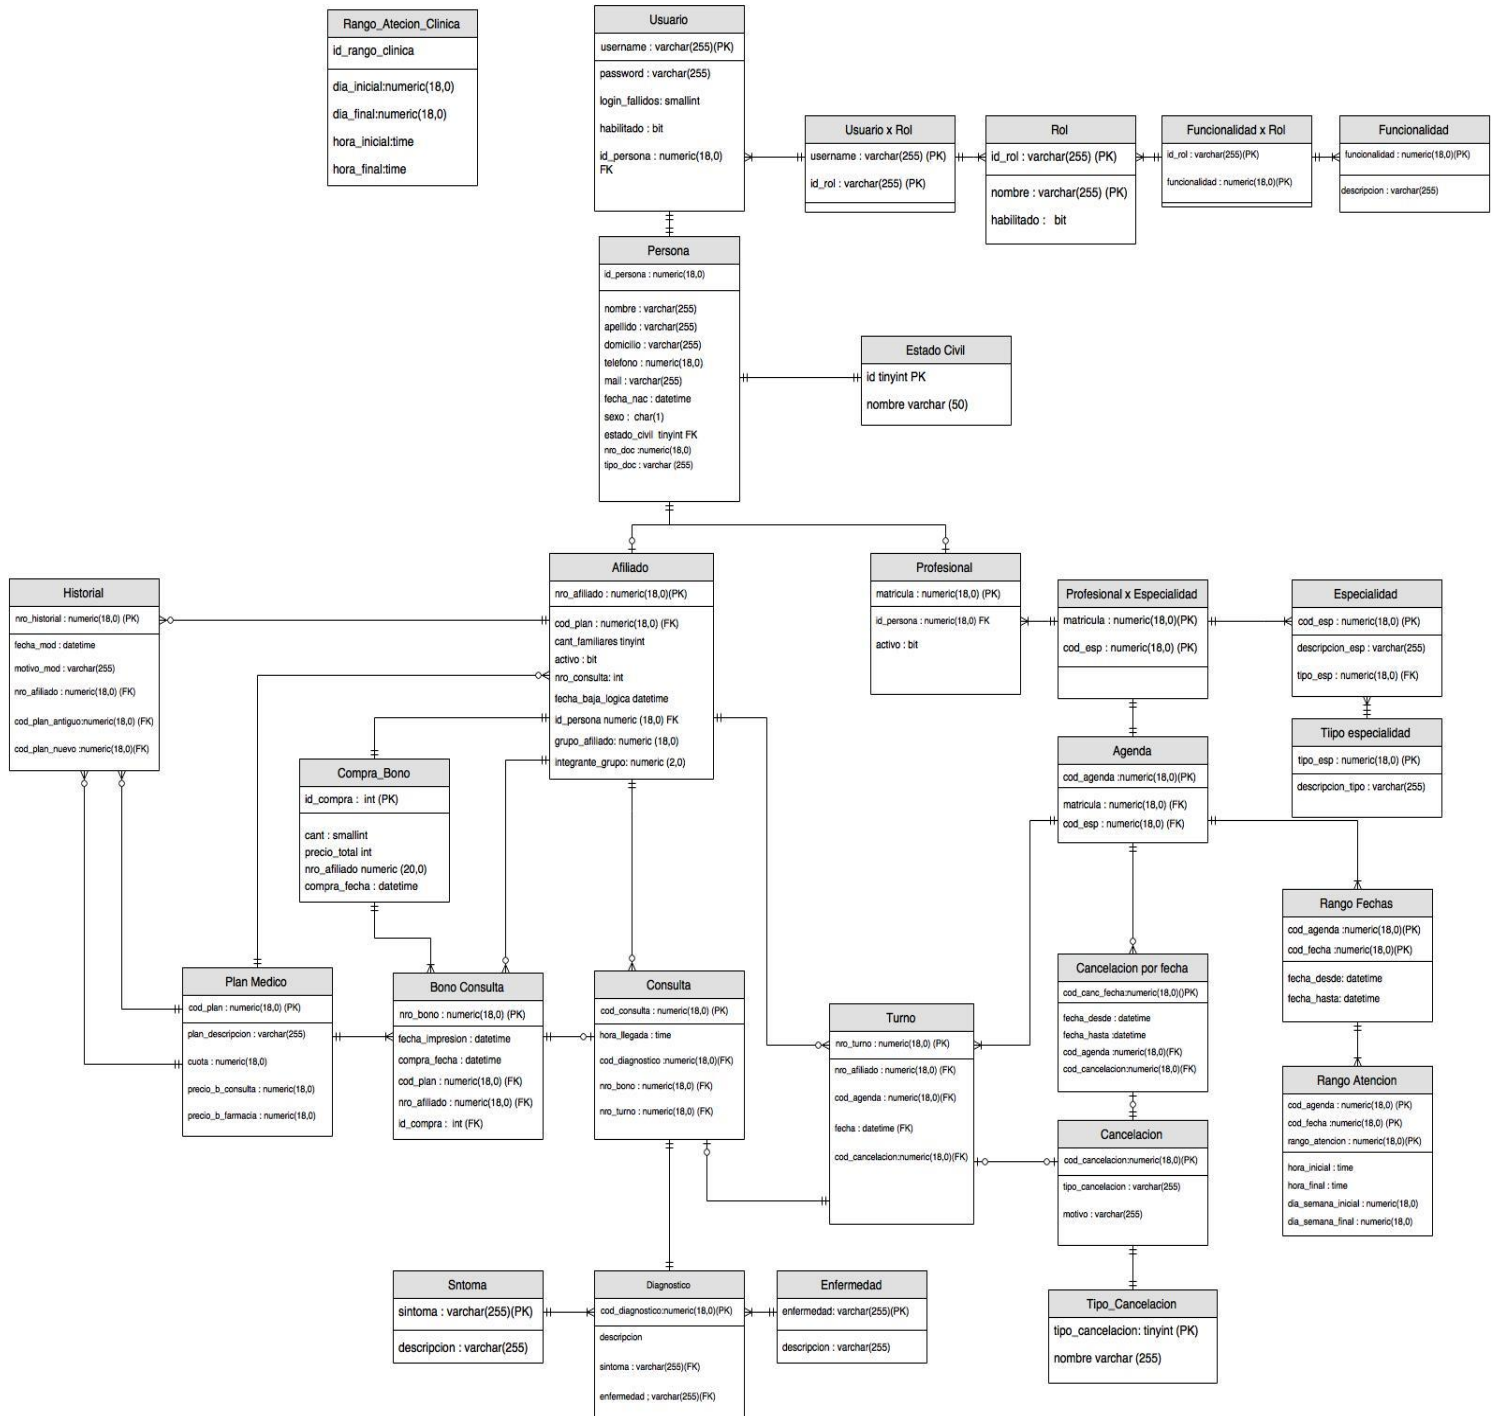 Rango_Atecion_Clinica
id_rango_clinica
dia_inicial:numeric(18,0)
dia_final:numeric(18,0)
hora_inicial:time
hora_final:time
Usuario
username : varchar(255)(PK)
password : varchar(255)
login_fallidos: smallint
habilitado : bit
id_persona : numeric(18,0)
FK
Usuario x Rol
username : varchar(255) (PK)
id_rol : varchar(255) (PK)
Rol
id_rol : varchar(255) (PK)
nombre : varchar(255) (PK)
habilitado : bit
Funcionalidad x Rol
id_rol : varchar(255)(PK)
funcionalidad : numeric(18,0)(PK)
Funcionalidad
funcionalidad : numeric(18,0)(PK)
descripcion : varchar(255)
Persona
id_persona : numeric(18,0)
nombre : varchar(255)
apellido : varchar(255)
domicilio : varchar(255)
telefono : numeric(18,0)
mail : varchar(255)
fecha_nac : datetime
sexo : char(1)
estado_civil tinyint FK
nro_doc :numeric(18,0)
tipo_doc : varchar (255)
Estado Civil
id tinyint PK
nombre varchar (50)
Historial
nro_historial : numeric(18,0) (PK)
fecha_mod : datetime
motivo_mod : varchar(255)
nro_afiliado : numeric(18,0) (FK)
cod_plan_antiguo:numeric(18,0) (FK)
cod_plan_nuevo :numeric(18,0)(FK)
Afiliado
nro_afiliado : numeric(18,0)(PK)
cod_plan : numeric(18,0) (FK)
cant_familiares tinyint
activo : bit
nro_consulta: int
fecha_baja_logica datetime
id_persona numeric (18,0) FK
grupo_afiliado: numeric (18,0)
integrante_grupo: numeric (2,0)
Profesional
matricula : numeric(18,0) (PK)
id_persona : numeric(18,0) FK
activo : bit
Profesional x Especialidad
matricula : numeric(18,0)(PK)
cod_esp : numeric(18,0) (PK)
Especialidad
cod_esp : numeric(18,0) (PK)
descripcion_esp : varchar(255)
tipo_esp : numeric(18,0) (FK)
Tiipo especialidad
tipo_esp : numeric(18,0) (PK)
descripcion_tipo : varchar(255)
Agenda
cod_agenda :numeric(18,0)(PK)
matricula : numeric(18,0) (FK)
cod_esp : numeric(18,0) (FK)
Compra_Bono
id_compra : int (PK)
cant : smallint
precio_total int
nro_afiliado numeric (20,0)
compra_fecha : datetime
Rango Fechas
cod_agenda :numeric(18,0)(PK)
cod_fecha :numeric(18,0)(PK)
fecha_desde: datetime
fecha_hasta: datetime
Plan Medico
cod_plan : numeric(18,0) (PK)
plan_descripcion : varchar(255)
cuota : numeric(18,0)
precio_b_consulta : numeric(18,0)
precio_b_farmacia : numeric(18,0)
Bono Consulta
nro_bono : numeric(18,0) (PK)
fecha_impresion : datetime
compra_fecha : datetime
cod_plan : numeric(18,0) (FK)
nro_afiliado : numeric(18,0) (FK)
id_compra : int (FK)
Consulta
cod_consulta : numeric(18,0) (PK)
hora_llegada : time
cod_diagnostico :numeric(18,0)(FK)
nro_bono : numeric(18,0) (FK)
nro_turno : numeric(18,0) (FK)
Turno
nro_turno : numeric(18,0) (PK)
nro_afiliado : numeric(18,0) (FK)
cod_agenda : numeric(18,0)(FK)
fecha : datetime (FK)
cod_cancelacion:numeric(18,0)(FK)
Cancelacion por fecha
cod_canc_fecha:numeric(18,0)()PK)
fecha_desde : datetime
fecha_hasta :datetime
cod_agenda :numeric(18,0)(FK)
cod_cancelacion:numeric(18,0)(FK)
Rango Atencion
cod_agenda : numeric(18,0) (PK)
cod_fecha : numeric(18,0) (PK)
rango_atencion : numeric(18,0)(PK)
hora_inicial : time
hora_final : time
dia_semana_inicial : numeric(18,0)
dia_semana_final : numeric(18,0)
Cancelacion
cod_cancelacion:numeric(18,0)(PK)
tipo_cancelacion : varchar(255)
motivo : varchar(255)
Sntoma
sintoma : varchar(255)(PK)
descripcion : varchar(255)
Diagnostico
cod_diagnostico:numeric(18,0)(PK)
descripcion
sintoma : varchar(255)(FK)
enfermedad ; varchar(255)(FK)
Enfermedad
enfermedad: varchar(255)(PK)
descripcion : varchar(255)
Tipo_Cancelacion
tipo_cancelacion: tinyint (PK)
nombre varchar (255)